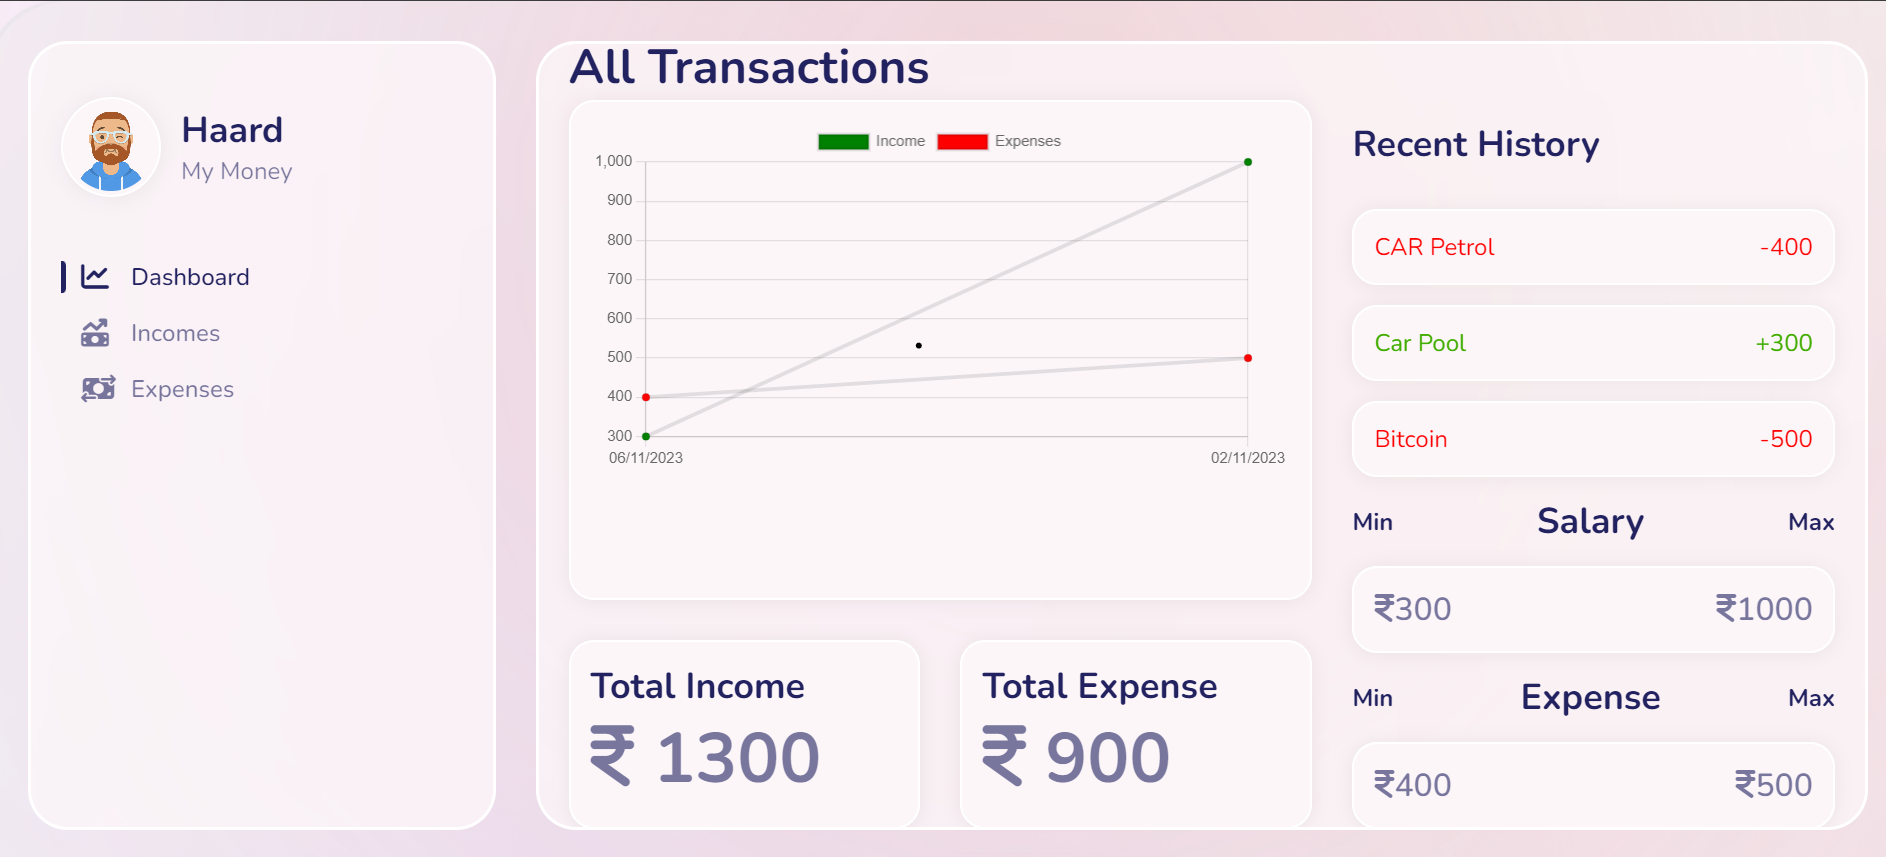 Haard
My Money
Dashboard
Incomes
Expenses
All Transactions
Income Expenses
1,000
900
800
700
600
500
400
300
06/11/2023 02/11/2023
Total Income
₹ 1300
Total Expense
₹ 900
Recent History
CAR Petrol -400
Car Pool +300
Bitcoin -500
Min Salary Max
₹300 ₹1000
Min Expense Max
₹400 ₹500